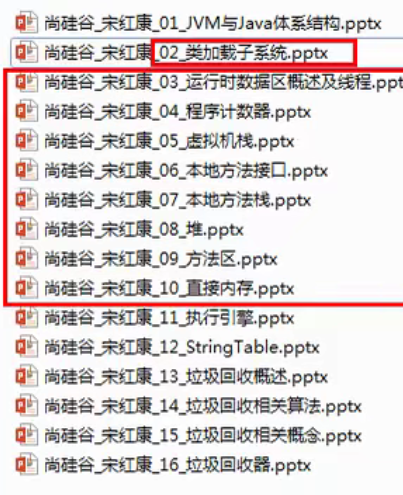 尚硅谷_宋红康_01_JVM与Java体系结构.pptx
尚硅谷_宋红康_02_类加载子系统.pptx
尚硅谷_宋红康_03_运行时数据区概述及线程.ppt
尚硅谷_宋红康_04_程序计数器.pptx
尚硅谷_宋红康_05_虚拟机栈.pptx
尚硅谷_宋红康_06_本地方法接口.pptx
尚硅谷_宋红康_07_本地方法栈.pptx
尚硅谷_宋红康_08_堆.pptx
尚硅谷_宋红康_09_方法区.pptx
尚硅谷_宋红康_10_直接内存.pptx
尚硅谷_宋红康_11_执行引擎.pptx
尚硅谷_宋红康_12_StringTable.pptx
尚硅谷_宋红康_13_垃圾回收概述.pptx
尚硅谷_宋红康_14_垃圾回收相关算法.pptx
尚硅谷_宋红康_15_垃圾回收相关概念.pptx
尚硅谷_宋红康_16_垃圾回收器.pptx